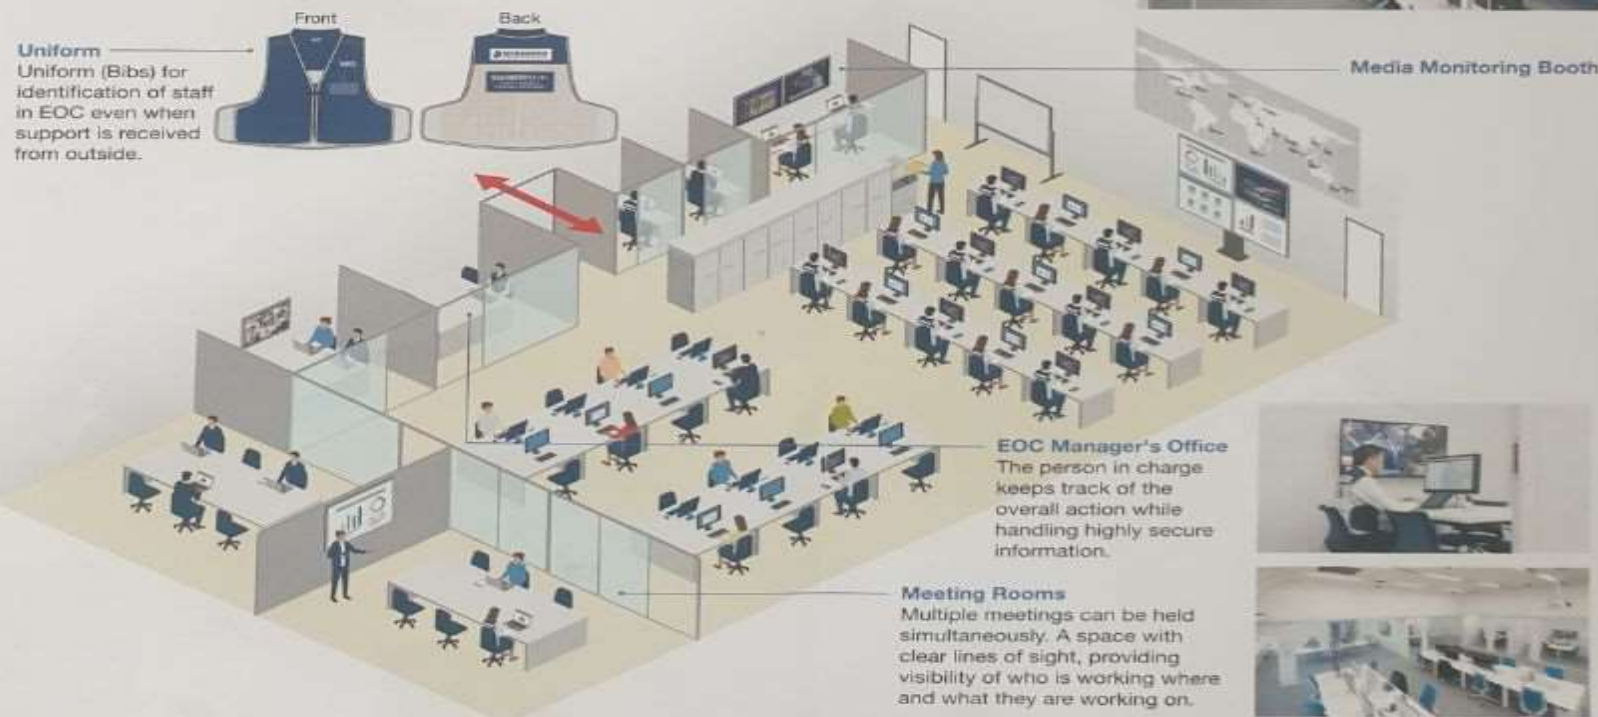 Front
Back
Uniform
Uniform (Bibs) for
identification of staff
in EOC even when
support is received
from outside.
Media Monitoring Booth
EOC Manager's Office
The person in charge
keeps track of the
overall action while
handling highly secure
information.
Meeting Rooms
Multiple meetings can be held
simultaneously. A space with
clear lines of sight, providing
visibility of who is working where
and what they are working on.